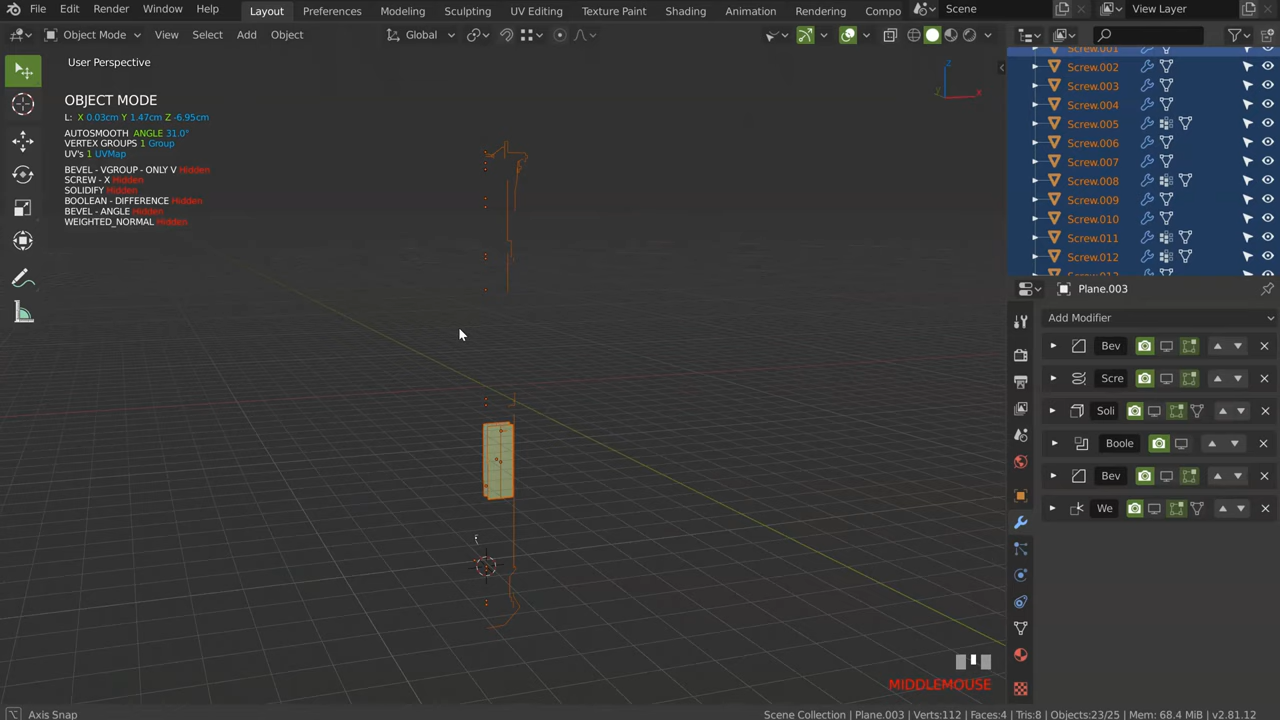 File Edit Render Window Help Layout Preferences Modeling Sculpting UV Editing Texture Paint Shading Animation Rendering Compo Scene View Layer
Object Mode View Select Add Object Global
User Perspective
OBJECT MODE
L: X 0.03cm Y 1.47cm Z -6.95cm
AUTOSMOOTH ANGLE 31.0°
VERTEX GROUPS 1 Group
UV's 1 UVMap
BEVEL - VGROUP - ONLY V Hidden
SCREW - X Hidden
SOLIDIFY Hidden
BOOLEAN - DIFFERENCE Hidden
BEVEL - ANGLE Hidden
WEIGHTED_NORMAL Hidden
Z
X
Y
Screw.001
Screw.002
Screw.003
Screw.004
Screw.005
Screw.006
Screw.007
Screw.008
Screw.009
Screw.010
Screw.011
Screw.012
Plane.003
Add Modifier
Bev
Scre
Soli
Boole
Bev
We
MIDDLEMOUSE
Axis Snap
Scene Collection | Plane.003 | Verts:112 | Faces:4 | Tris:8 | Objects:23/25 | Mem: 68.4 MiB | v2.81.12